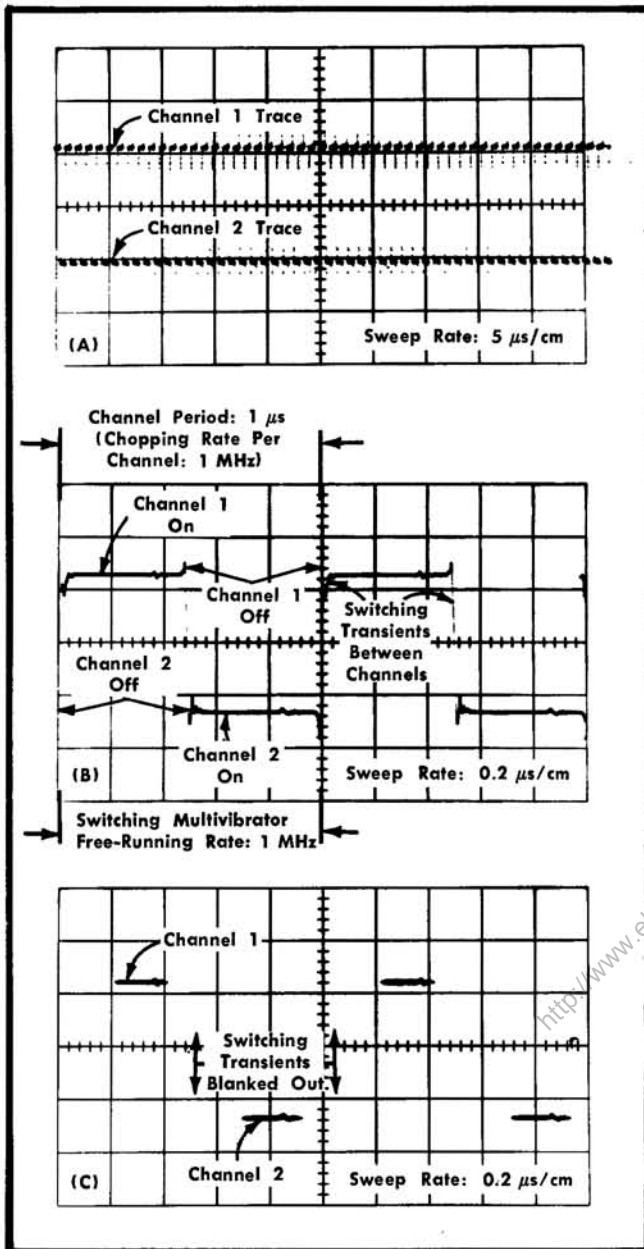 Channel 1 Trace
Channel 2 Trace
(A)
Sweep Rate: 5 μs/cm
Channel Period: 1 μs
(Chopping Rate Per
Channel: 1 MHz)
Channel 1
On
Channel 1
Off
Switching
Transients
Between
Channels
Channel 2
Off
Channel 2
On
(B)
Sweep Rate: 0.2 μs/cm
Switching Multivibrator
Free-Running Rate: 1 MHz
Channel 1
Switching
Transients
Blanked Out
Channel 2
(C)
Sweep Rate: 0.2 μs/cm
http://www.e